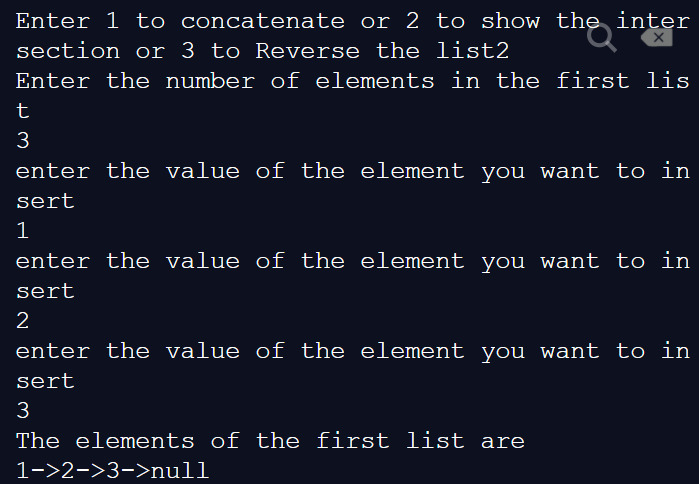 Enter 1 to concatenate or 2 to show the inter
section or 3 to Reverse the list2
Enter the number of elements in the first lis
t
3
enter the value of the element you want to in
sert
1
enter the value of the element you want to in
sert
2
enter the value of the element you want to in
sert
3
The elements of the first list are
1->2->3->null